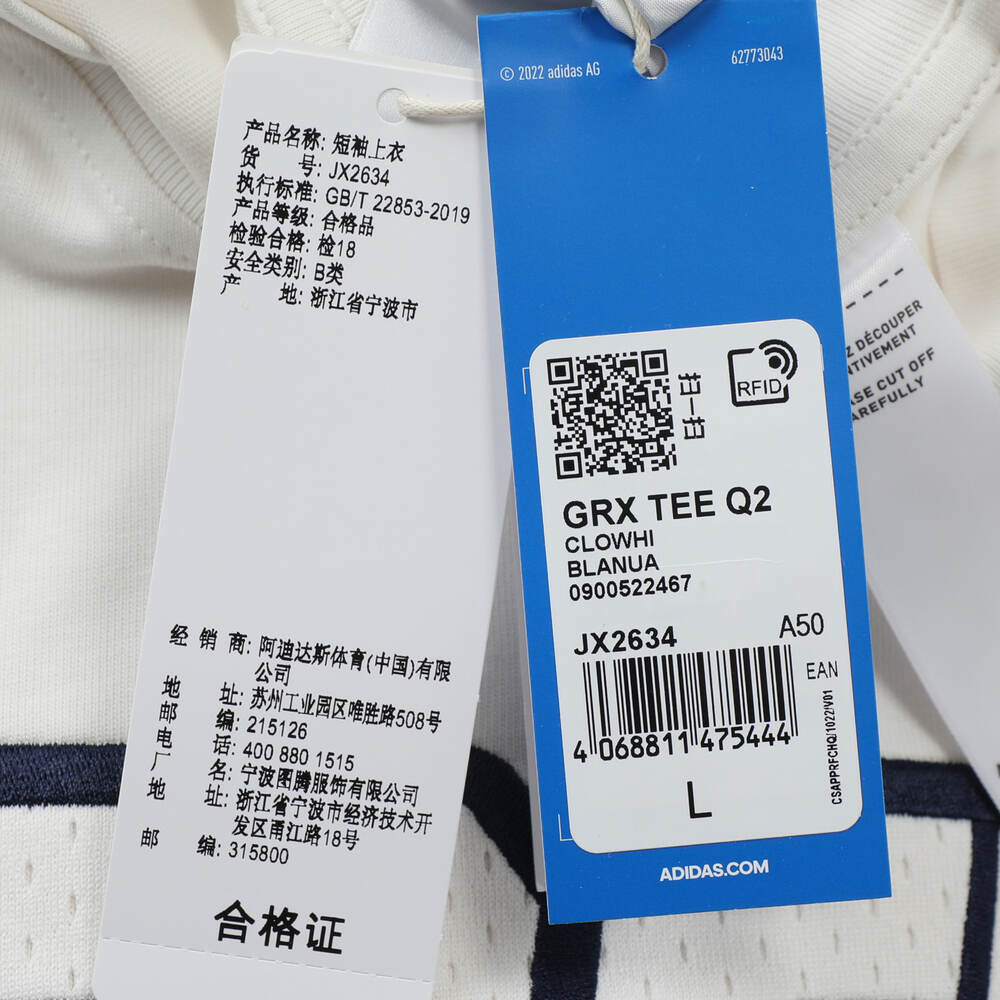 产品名称: 短袖上衣
货 号: JX2634
执行标准: GB/T 22853-2019
产品等级: 合格品
检验合格: 检18
安全类别: B类
产 地: 浙江省宁波市
经 销 商: 阿迪达斯体育(中国)有限
公司
地 址: 苏州工业园区唯胜路508号
邮 编: 215126
电 话: 400 880 1515
厂 名: 宁波图腾服饰有限公司
地 址: 浙江省宁波市经济技术开
发区甬江路18号
邮 编: 315800
合格证
© 2022 adidas AG
62773043
扫一扫
RFID
GRX TEE Q2
CLOWHI
BLANUA
0900522467
JX2634
A50
EAN
4 068811 475444
CSAPPRFCHQ/1022/V01
L
ADIDAS.COM
Z DÉCOUPER
NTIVEMENT
ASE CUT OFF
AREFULLY